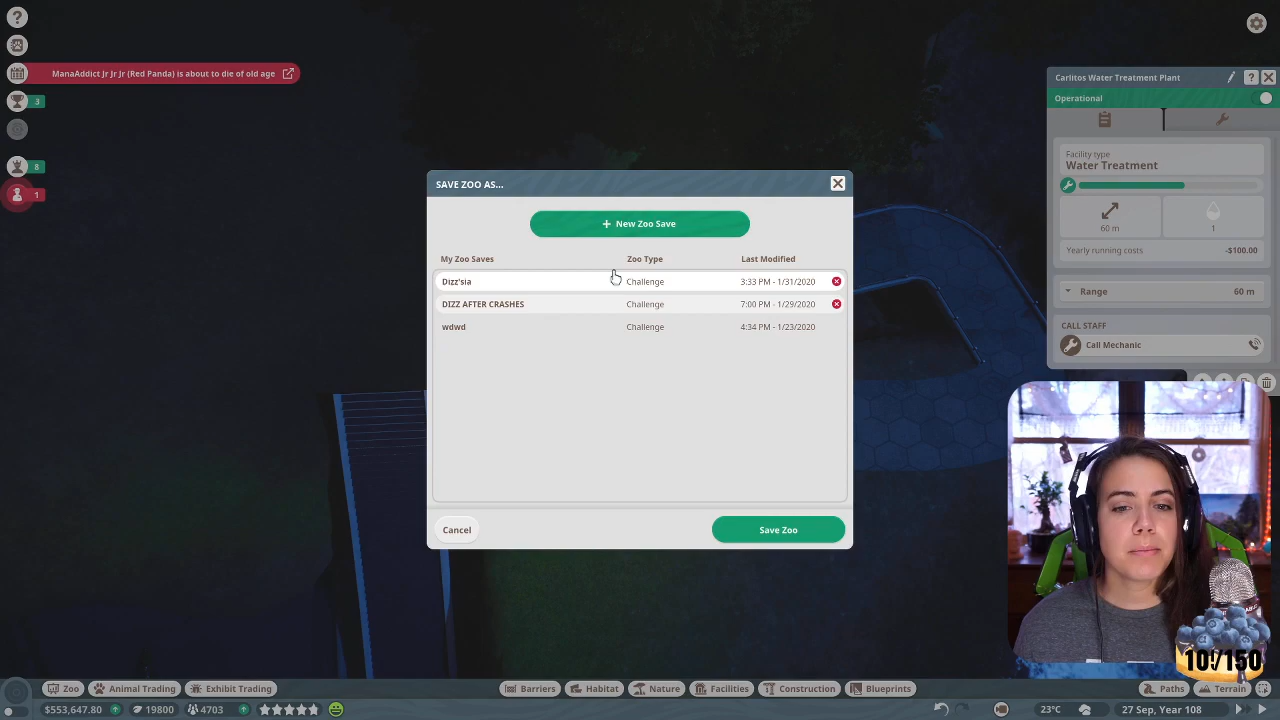 ?
ManaAddict Jr Jr Jr (Red Panda) is about to die of old age
3
8
1
Carlitos Water Treatment Plant
?
Operational
Facility type
Water Treatment
60 m
1
Yearly running costs
-$100.00
Range
60 m
CALL STAFF
Call Mechanic
SAVE ZOO AS...
+ New Zoo Save
My Zoo Saves
Zoo Type
Last Modified
Dizz'sia
Challenge
3:33 PM - 1/31/2020
DIZZ AFTER CRASHES
Challenge
7:00 PM - 1/29/2020
wdwd
Challenge
4:34 PM - 1/23/2020
Cancel
Save Zoo
10/150
Zoo
Animal Trading
Exhibit Trading
Barriers
Habitat
Nature
Facilities
Construction
Blueprints
Paths
Terrain
$553,647.80
19800
4703
23°C
27 Sep, Year 108